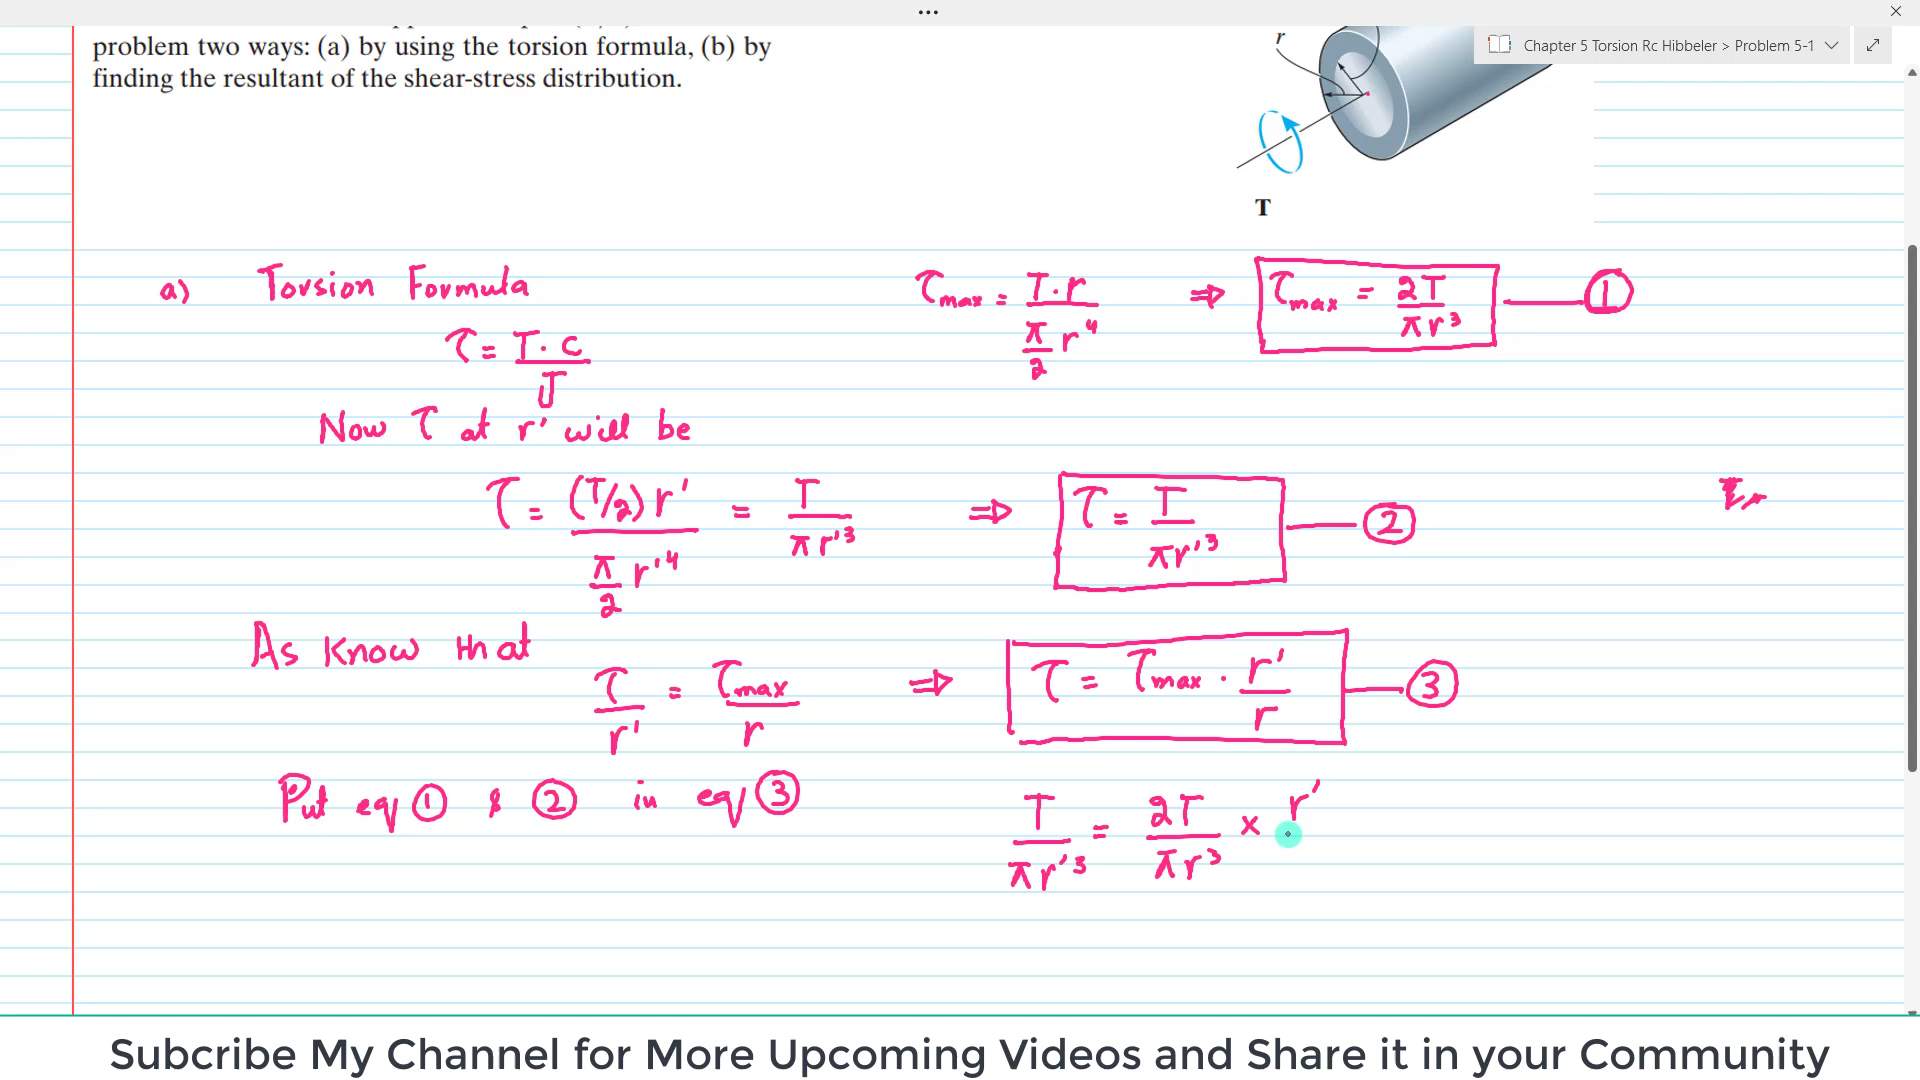 ...
Chapter 5 Torsion Rc Hibbeler > Problem 5-1
problem two ways: (a) by using the torsion formula, (b) by
finding the resultant of the shear-stress distribution.
r
T
a) Torsion Formula
τ = T · c / J
τmax = T · r / (π/2 r⁴) ⇒ τmax = 2T / πr³ —— ①
Now τ at r' will be
τ = (T/2) r' / (π/2 r'⁴) = T / πr'³ ⇒ τ = T / πr'³ —— ②
As Know that
τ / r' = τmax / r ⇒ τ = τmax · r' / r —— ③
Put eq ① & ② in eq ③
T / πr'³ = 2T / πr³ × r'
Subcribe My Channel for More Upcoming Videos and Share it in your Community